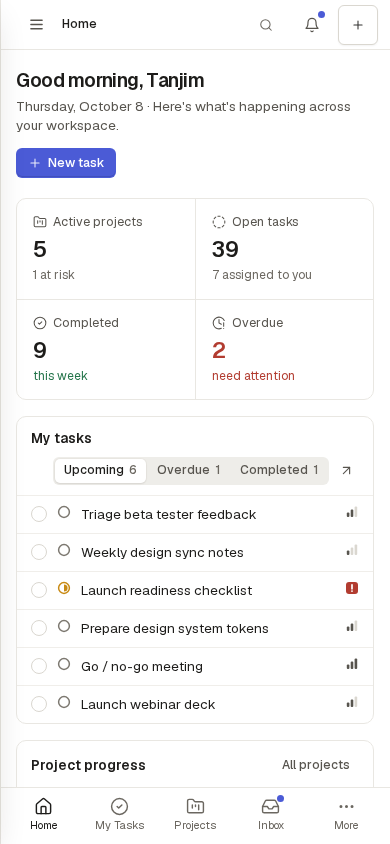 Home
Good morning, Tanjim
Thursday, October 8 · Here's what's happening across
your workspace.
New task
Active projects
5
1 at risk
Open tasks
39
7 assigned to you
Completed
9
this week
Overdue
2
need attention
My tasks
Upcoming 6 Overdue 1 Completed 1
Triage beta tester feedback
Weekly design sync notes
Launch readiness checklist
Prepare design system tokens
Go / no-go meeting
Launch webinar deck
Project progress All projects
Home My Tasks Projects Inbox More